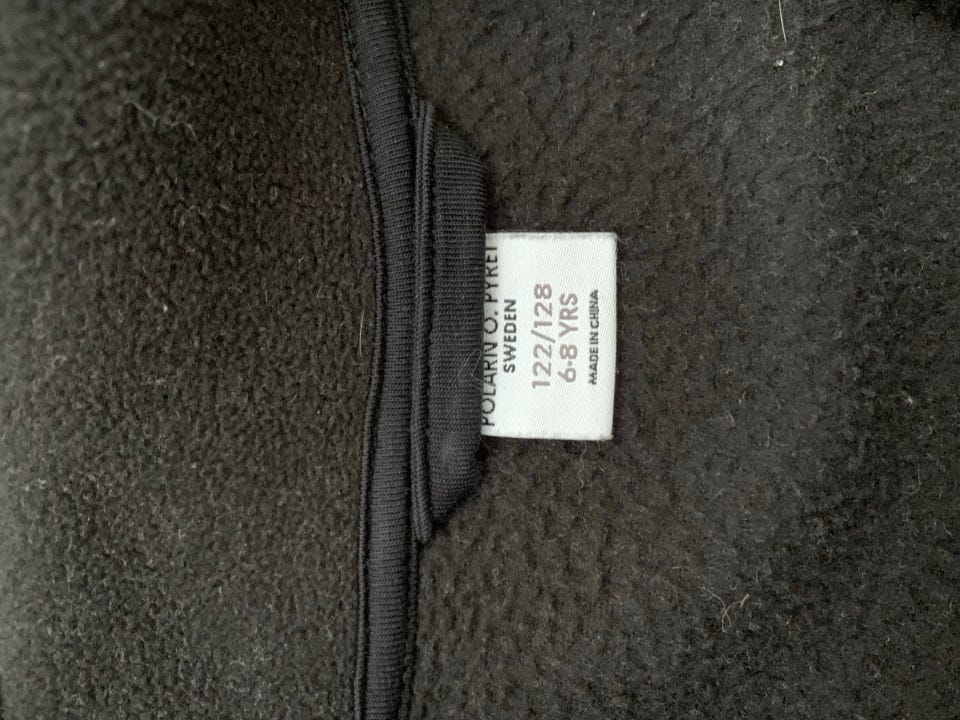 POLARN O. PYRET
SWEDEN
122/128
6-8 YRS
MADE IN CHINA